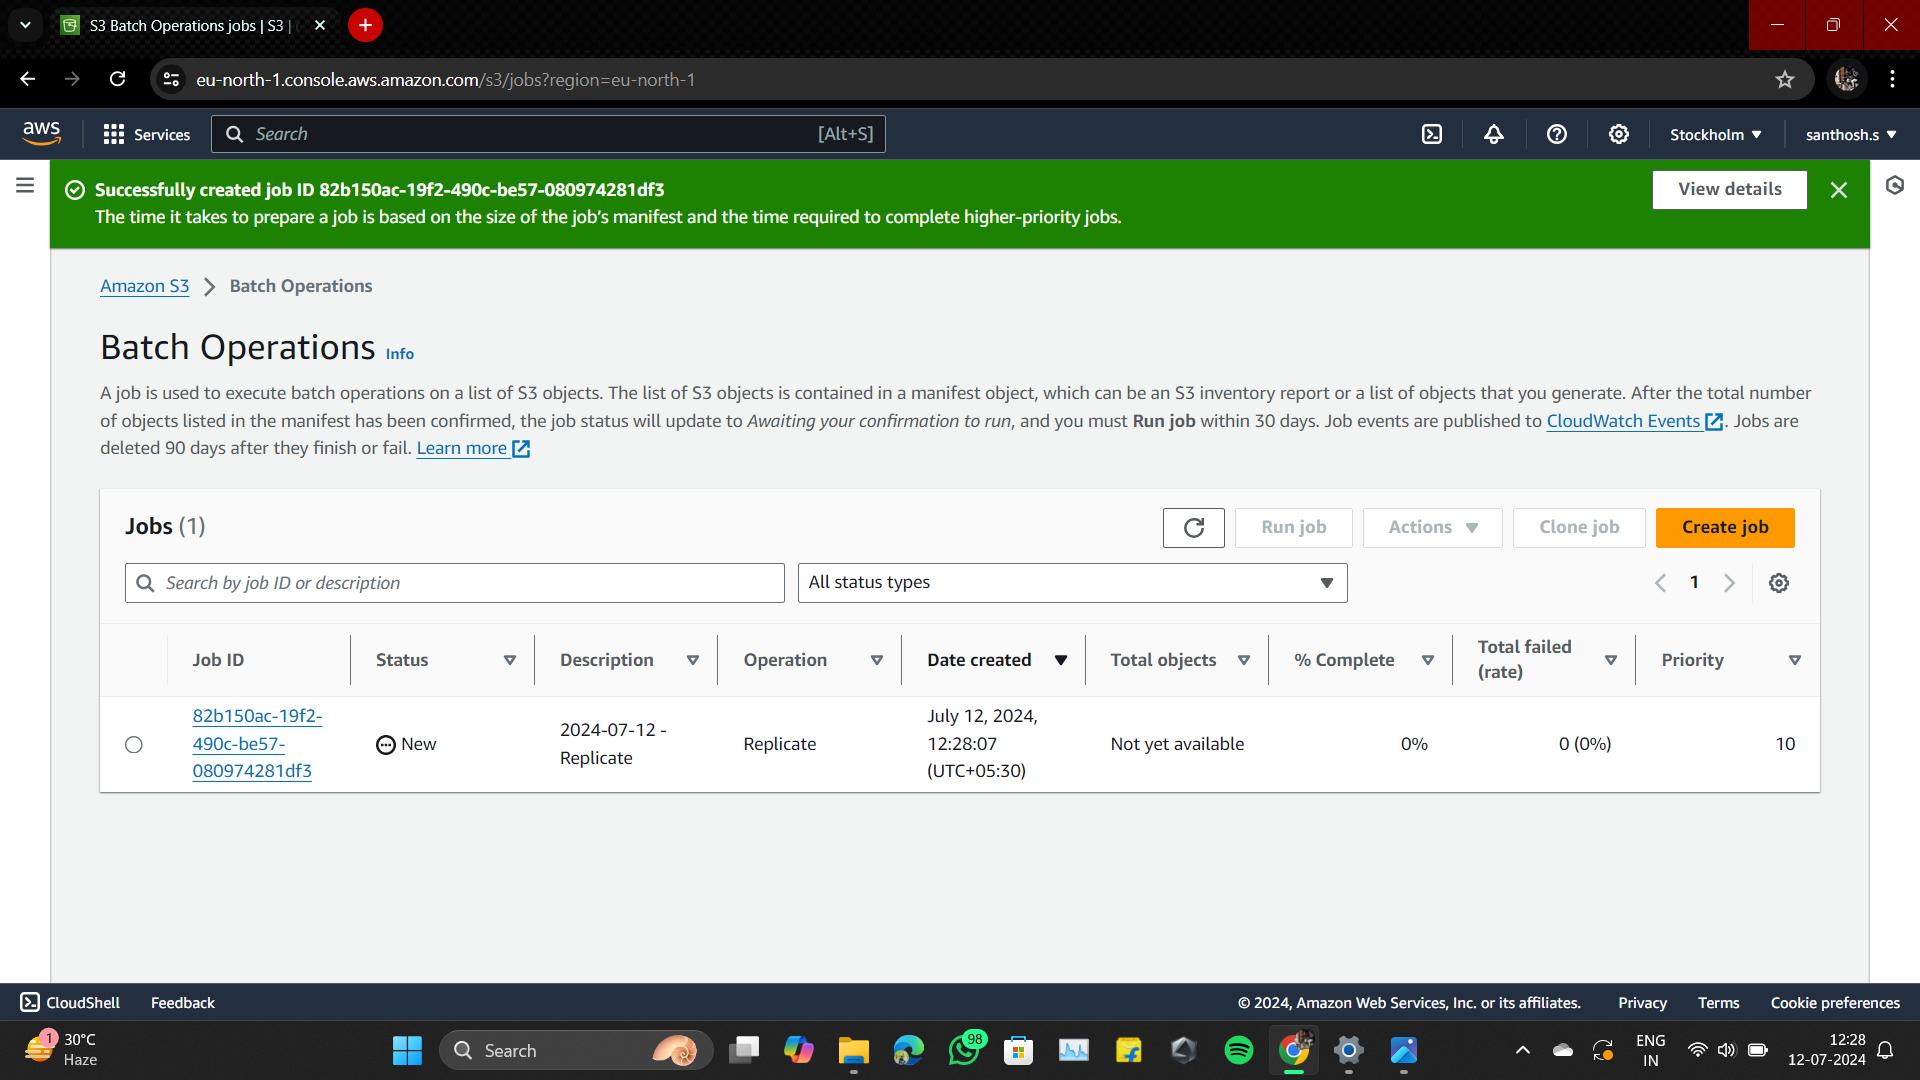 S3 Batch Operations jobs | S3 |
eu-north-1.console.aws.amazon.com/s3/jobs?region=eu-north-1
aws
Services
Search
[Alt+S]
Stockholm
santhosh.s
Successfully created job ID 82b150ac-19f2-490c-be57-080974281df3
The time it takes to prepare a job is based on the size of the job's manifest and the time required to complete higher-priority jobs.
View details
Amazon S3
Batch Operations
Batch Operations Info
A job is used to execute batch operations on a list of S3 objects. The list of S3 objects is contained in a manifest object, which can be an S3 inventory report or a list of objects that you generate. After the total number
of objects listed in the manifest has been confirmed, the job status will update to Awaiting your confirmation to run, and you must Run job within 30 days. Job events are published to CloudWatch Events. Jobs are
deleted 90 days after they finish or fail. Learn more
Jobs (1)
Run job
Actions
Clone job
Create job
Search by job ID or description
All status types
1
Job ID
Status
Description
Operation
Date created
Total objects
% Complete
Total failed
(rate)
Priority
82b150ac-19f2-
490c-be57-
080974281df3
New
2024-07-12 -
Replicate
Replicate
July 12, 2024,
12:28:07
(UTC+05:30)
Not yet available
0%
0 (0%)
10
CloudShell
Feedback
© 2024, Amazon Web Services, Inc. or its affiliates.
Privacy
Terms
Cookie preferences
1
30°C
Haze
Search
98
ENG
IN
12:28
12-07-2024